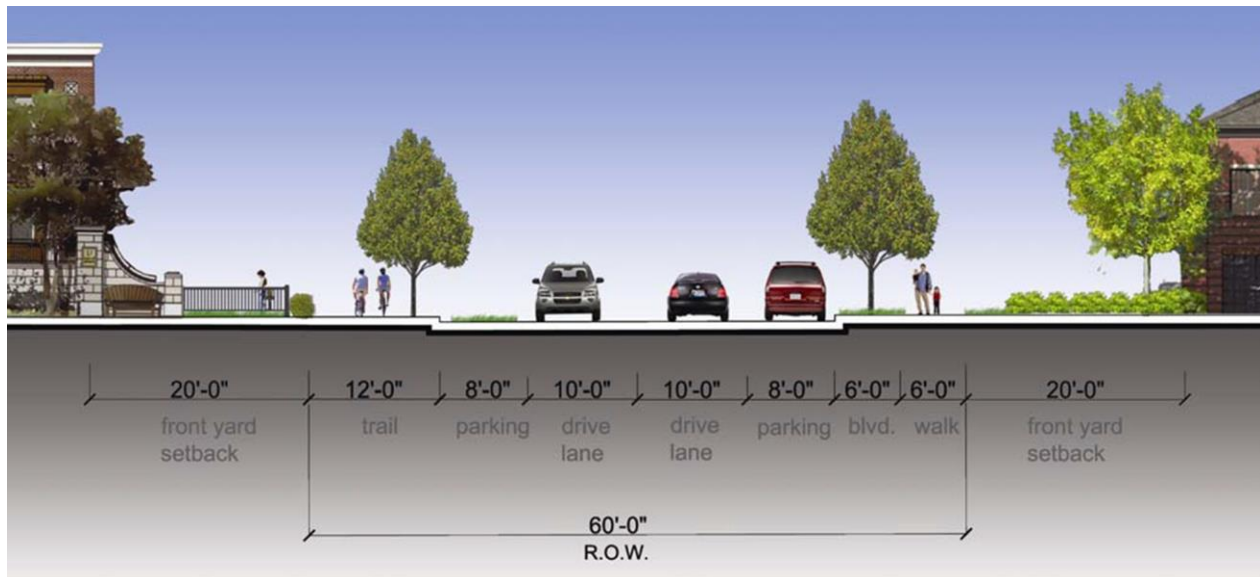 20'-0" 12'-0" 8'-0" 10'-0" 10'-0" 8'-0" 6'-0" 6'-0" 20'-0"
front yard trail parking drive drive parking blvd. walk front yard
setback lane lane setback
60'-0"
R.O.W.